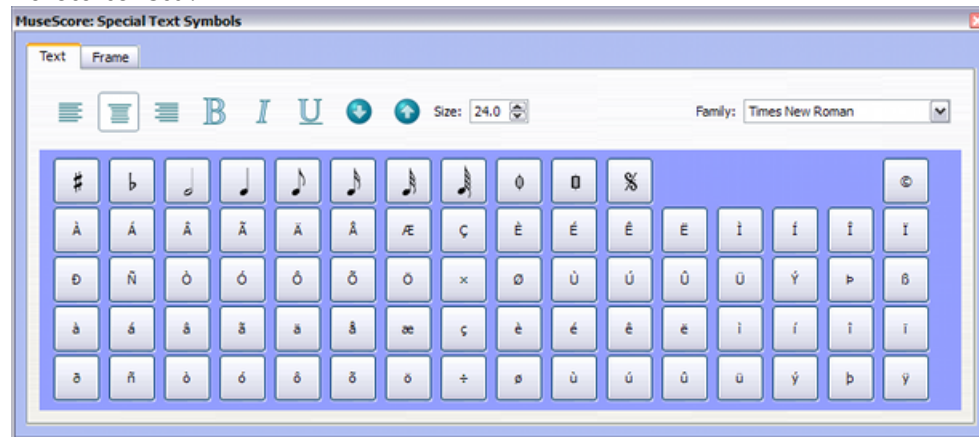 MuseScore: Special Text Symbols
Text Frame
B I U Size: 24.0 Family: Times New Roman
♯ ♭ 𝅗𝅥 ♩ ♪ 𝅘𝅥𝅯 𝅘𝅥𝅰 𝅘𝅥𝅱 𝄋 ©
À Á Â Ã Ä Å Æ Ç È É Ê Ë Ì Í Î Ï
Ð Ñ Ò Ó Ô Õ Ö × Ø Ù Ú Û Ü Ý Þ ß
à á â ã ä å æ ç è é ê ë ì í î ï
ð ñ ò ó ô õ ö ÷ ø ù ú û ü ý þ ÿ